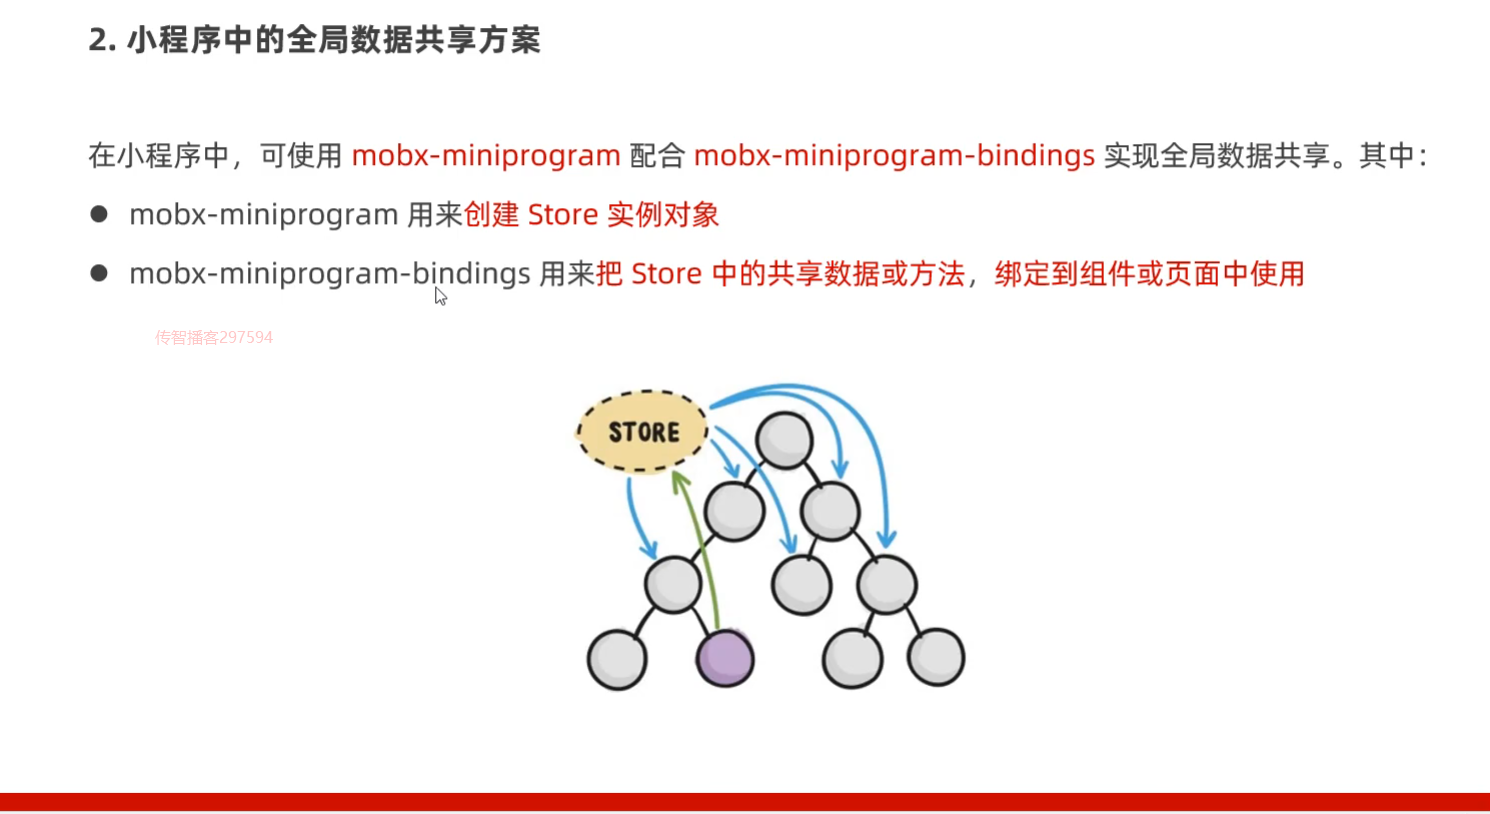 2. 小程序中的全局数据共享方案
在小程序中，可使用 mobx-miniprogram 配合 mobx-miniprogram-bindings 实现全局数据共享。其中：
● mobx-miniprogram 用来创建 Store 实例对象
● mobx-miniprogram-bindings 用来把 Store 中的共享数据或方法，绑定到组件或页面中使用
传智播客297594
STORE